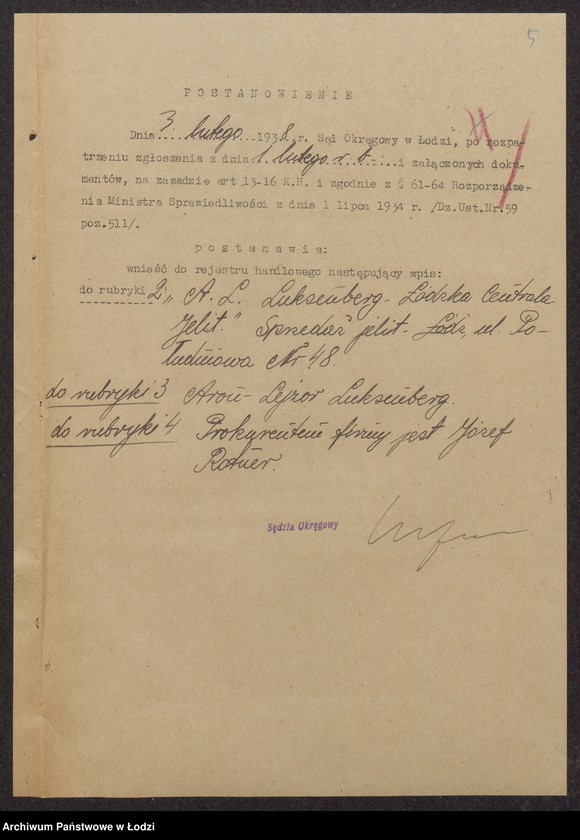 5
POSTANOWIENIE
Dnia 3. lutego 1938. r. Sąd Okręgowy w Łodzi, po rozpa-
trzeniu zgłoszenia z dnia 1. lutego r. b. i załączonych doku-
mentów, na zasadzie art 13-16 K.H. i zgodnie z § 61-64 Rozporządze-
nia Ministra Sprawiedliwości z dnia 1 lipca 1934 r. /Dz.Ust.Nr.59
poz.511/.
postanawia:
wnieść do rejestru handlowego następujący wpis:
do rubryki 2 „A. L. Luksenberg - Łódzka Centrala
Jelit." Sprzedaż jelit - Łódź, ul. Po-
łudniowa Nr 48.
do rubryki 3 Aron - Lejzor Luksenberg.
do rubryki 4 Prokurentem firmy jest Józef
Rotner.
Sędzia Okręgowy
Archiwum Państwowe w Łodzi